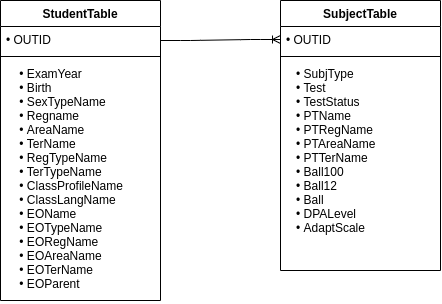 StudentTable
• OUTID
• ExamYear
• Birth
• SexTypeName
• Regname
• AreaName
• TerName
• RegTypeName
• TerTypeName
• ClassProfileName
• ClassLangName
• EOName
• EOTypeName
• EORegName
• EOAreaName
• EOTerName
• EOParent
SubjectTable
• OUTID
• SubjType
• Test
• TestStatus
• PTName
• PTRegName
• PTAreaName
• PTTerName
• Ball100
• Ball12
• Ball
• DPALevel
• AdaptScale